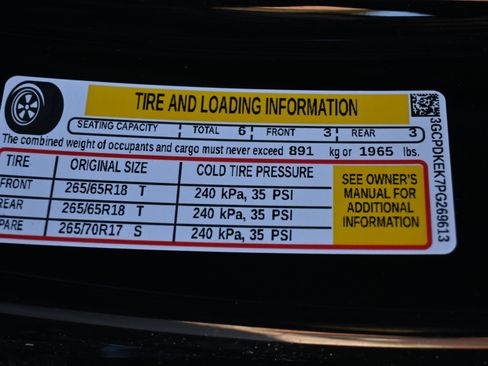 TIRE AND LOADING INFORMATION
SEATING CAPACITY TOTAL 6 FRONT 3 REAR 3
The combined weight of occupants and cargo must never exceed 891 kg or 1965 lbs.
TIRE ORIGINAL SIZE COLD TIRE PRESSURE
FRONT 265/65R18 T 240 kPa, 35 PSI
REAR 265/65R18 T 240 kPa, 35 PSI
PARE 265/70R17 S 240 kPa, 35 PSI
SEE OWNER'S
MANUAL FOR
ADDITIONAL
INFORMATION
3GCPDKEK7PG269613